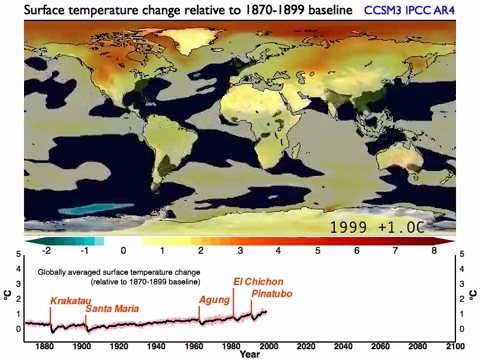 Surface temperature change relative to 1870-1899 baseline CCSM3 IPCC AR4
1999 +1.0C
-2 -1 0 1 2 3 4 5 6 7 8
Globally averaged surface temperature change
(relative to 1870-1899 baseline)
Krakatau
Santa Maria
Agung
El Chichon
Pinatubo
5 5
4 4
3 3
°C °C
2 2
1 1
0 0
1880 1900 1920 1940 1960 1980 2000 2020 2040 2060 2080 2100
Year